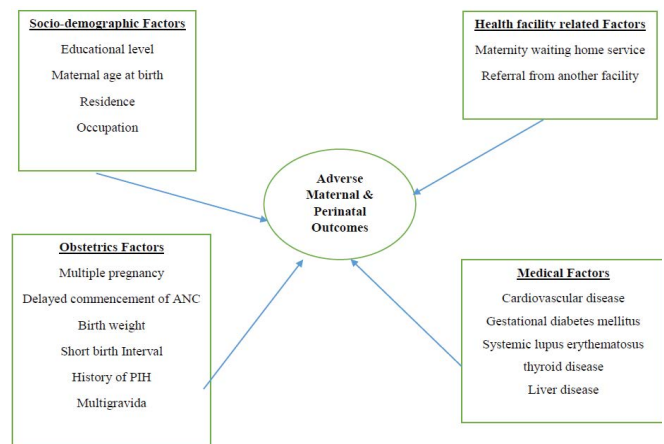 Socio-demographic Factors
Educational level
Maternal age at birth
Residence
Occupation
Health facility related Factors
Maternity waiting home service
Referral from another facility
Adverse
Maternal &
Perinatal
Outcomes
Obstetrics Factors
Multiple pregnancy
Delayed commencement of ANC
Birth weight
Short birth Interval
History of PIH
Multigravida
Medical Factors
Cardiovascular disease
Gestational diabetes mellitus
Systemic lupus erythematosus
thyroid disease
Liver disease